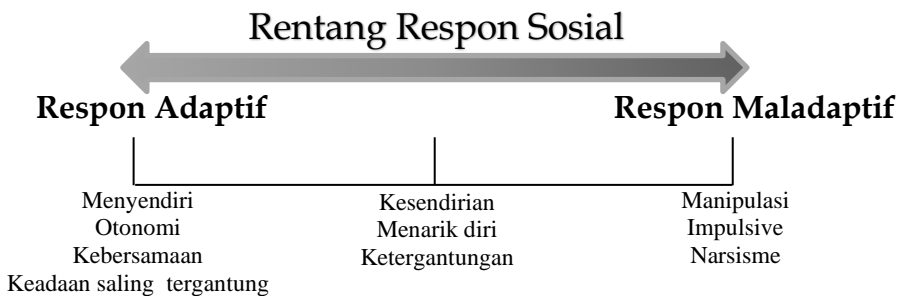 Rentang Respon Sosial
Respon Adaptif
Respon Maladaptif
Menyendiri
Otonomi
Kebersamaan
Keadaan saling tergantung
Kesendirian
Menarik diri
Ketergantungan
Manipulasi
Impulsive
Narsisme